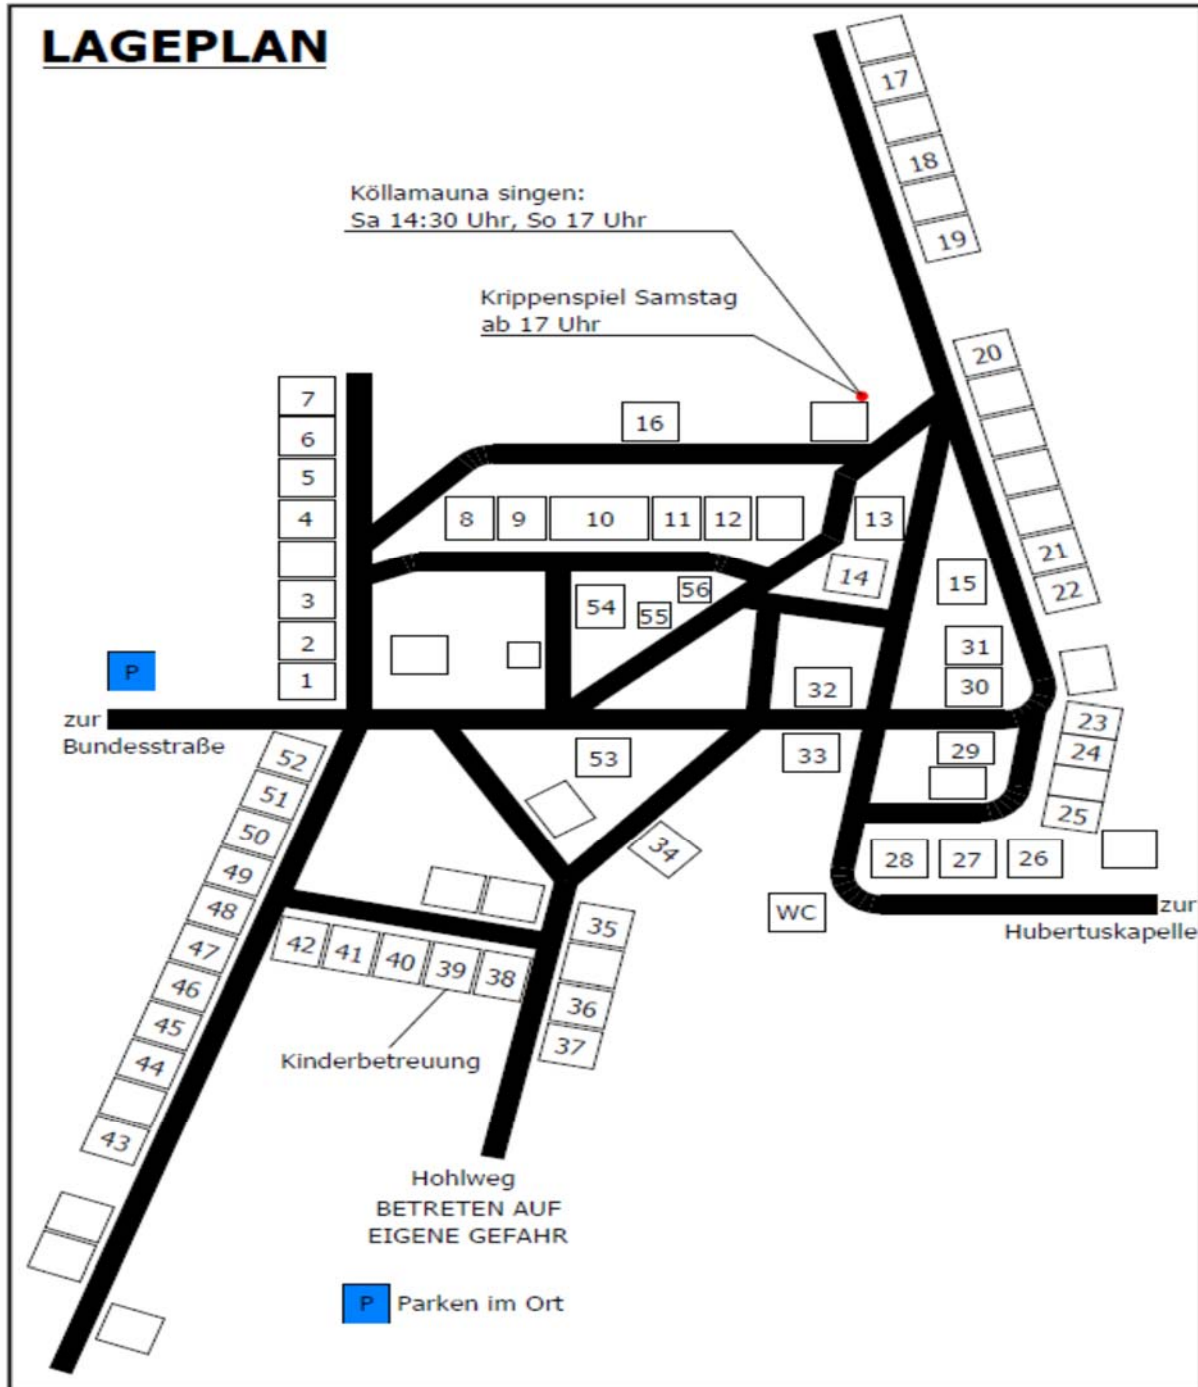 LAGEPLAN
17
18
Köllamauna singen:
Sa 14:30 Uhr, So 17 Uhr
19
Krippenspiel Samstag
ab 17 Uhr
20
7
6
16
5
4
8 9 10 11 12 13
21
14
15
22
56
3
54
55
2
31
P
1
32
30
zur
Bundesstraße
23
24
52
53
33
29
51
25
50
34
49
28 27 26
48
WC
zur
Hubertuskapelle
35
47
42 41 40 39 38
46
36
45
37
44
Kinderbetreuung
43
Hohlweg
BETRETEN AUF
EIGENE GEFAHR
P Parken im Ort